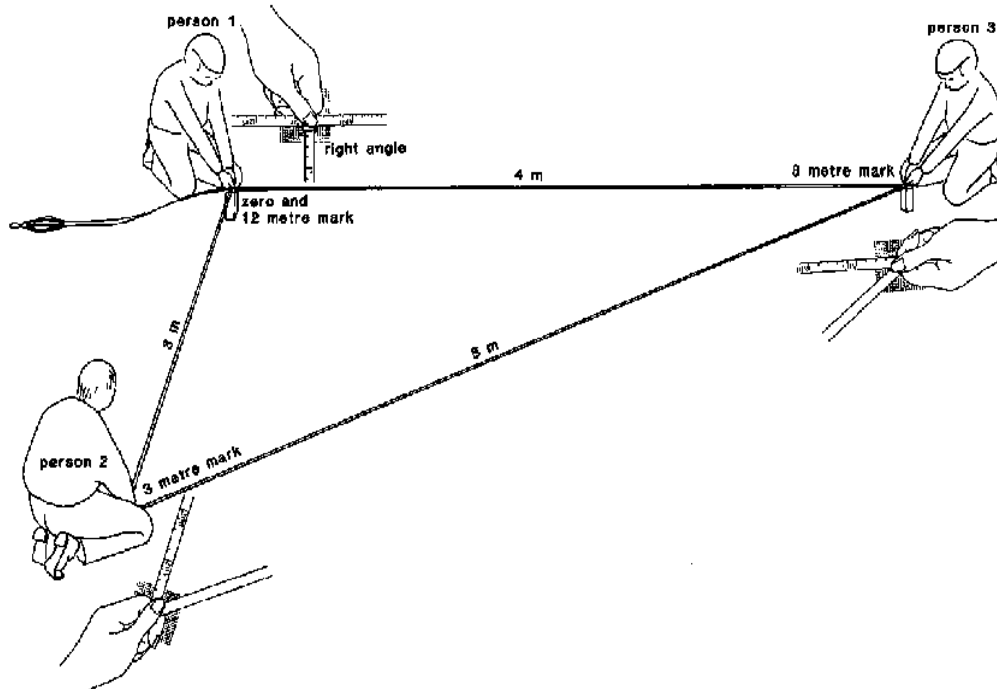 person 1
person 3
right angle
4 m
8 metre mark
zero and
12 metre mark
3 m
5 m
person 2
3 metre mark